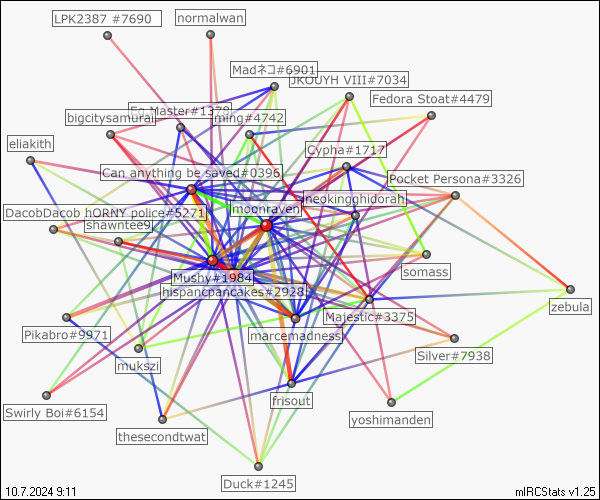 LPK2387 #7690
normalwan
Madネコ#6901
JKOUYH VIII#7034
Fedora Stoat#4479
Eg Master#1378
bigcitysamurai
ming#4742
eliakith
Cypha#1717
Can anything be saved#0396
Pocket Persona#3326
neokingghidorah
moonraven
DacobDacob hORNY police#5271
shawntee9
somass
Mushy#1984
hispancpancakes#2928
zebula
Majestic#3375
Pikabro#9971
marcemadness
mukszi
Silver#7938
frisout
Swirly Boi#6154
yoshimanden
thesecondtwat
Duck#1245
10.7.2024 9:11
mIRCStats v1.25